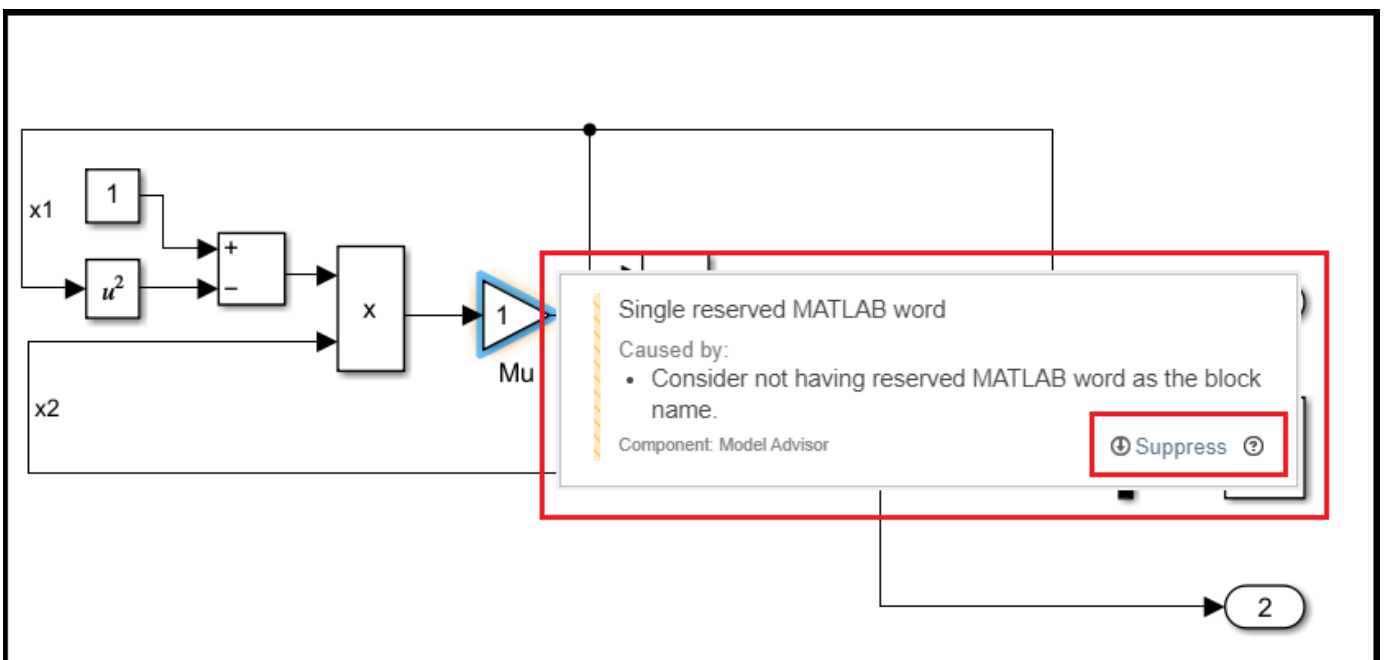 x1
1
+
−
u²
x
1
Mu
x2
Single reserved MATLAB word
Caused by:
• Consider not having reserved MATLAB word as the block
name.
Component: Model Advisor
Suppress
2